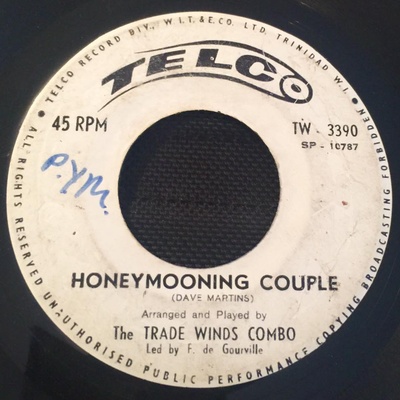 • TELCO RECORD DIV. W.I.T. & E.CO. LTD. TRINIDAD W.I. •
ALL RIGHTS RESERVED UNAUTHORISED PUBLIC PERFORMANCE COPYING BROADCASTING FORBIDDEN
TELCO
45 RPM
TW - 3390
SP - 10787
P.Y.M.
HONEYMOONING COUPLE
(DAVE MARTINS)
Arranged and Played by
The TRADE WINDS COMBO
Led by F. de Gourville